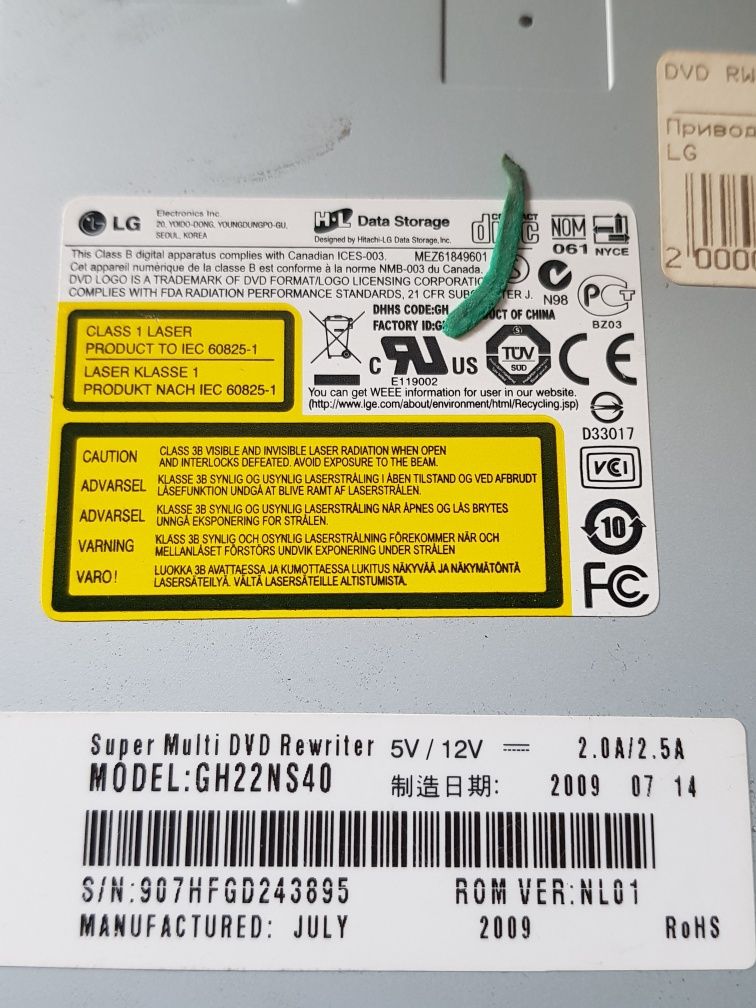 DVD RW
Привод
LG
2 0000
LG
Electronics Inc.
20, YOIDO-DONG, YOUNGDUNGPO-GU,
SEOUL, KOREA
H·L Data Storage
Designed by Hitachi-LG Data Storage, Inc.
NOM
061
NYCE
This Class B digital apparatus complies with Canadian ICES-003. MEZ61849601
Cet appareil numérique de la classe B est conforme à la norme NMB-003 du Canada.
DVD LOGO IS A TRADEMARK OF DVD FORMAT/LOGO LICENSING
COMPLIES WITH FDA RADIATION PERFORMANCE STANDARDS, 21 CFR J.
N98
BZ03
DHHS CODE:GH OF CHINA
FACTORY ID:
CLASS 1 LASER
PRODUCT TO IEC 60825-1
LASER KLASSE 1
PRODUKT NACH IEC 60825-1
C US
E119002
TÜV
SÜD
CE
You can get WEEE information for user in our website.
(http://www.lge.com/about/environment/html/Recycling.jsp)
D33017
VCI
10
FC
CAUTION CLASS 3B VISIBLE AND INVISIBLE LASER RADIATION WHEN OPEN
AND INTERLOCKS DEFEATED. AVOID EXPOSURE TO THE BEAM.
ADVARSEL KLASSE 3B SYNLIG OG USYNLIG LASERSTRÅLING I ÅBEN TILSTAND OG VED AFBRUDT
LÅSEFUNKTION UNDGÅ AT BLIVE RAMT AF LASERSTRÅLEN.
ADVARSEL KLASSE 3B SYNLIG OG USYNLIG LASERSTRÅLING NÅR ÅPNES OG LÅS BRYTES
UNNGÅ EKSPONERING FOR STRÅLEN.
VARNING KLASS 3B SYNLIG OCH OSYNLIG LASERSTRÅLNING FÖREKOMMER NÄR OCH
MELLANLÅSET FÖRSTÖRS UNDVIK EXPONERING UNDER STRÅLEN
VARO! LUOKKA 3B AVATTAESSA JA KUMOTTAESSA LUKITUS NÄKYVÄÄ JA NÄKYMÄTÖNTÄ
LASERSÄTEILYÄ. VÄLTÄ LASERSÄTEILLE ALTISTUMISTA.
Super Multi DVD Rewriter 5V / 12V 2.0A/2.5A
MODEL:GH22NS40 制造日期: 2009 07 14
S/N:907HFGD243895 ROM VER:NL01
MANUFACTURED: JULY 2009 RoHS